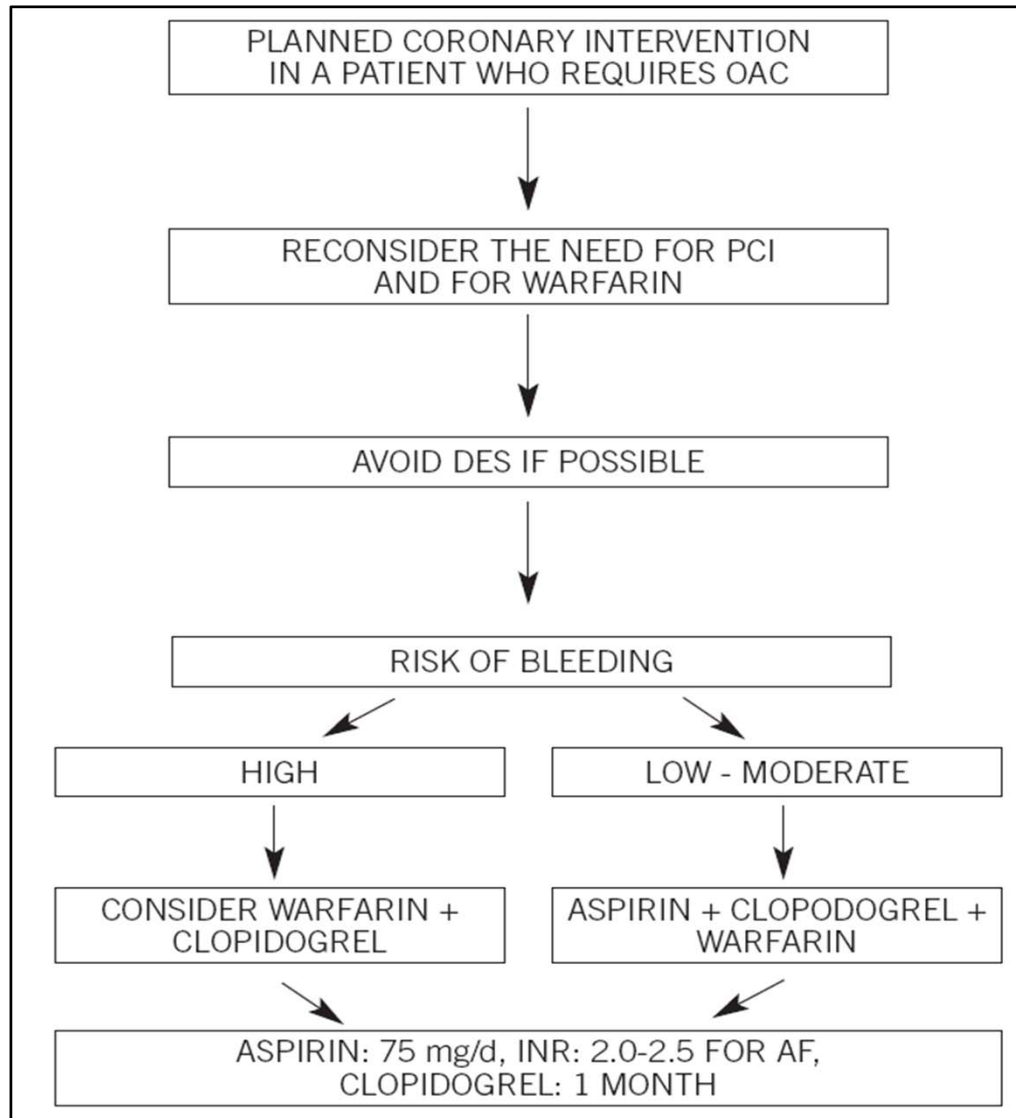 PLANNED CORONARY INTERVENTION
IN A PATIENT WHO REQUIRES OAC
RECONSIDER THE NEED FOR PCI
AND FOR WARFARIN
AVOID DES IF POSSIBLE
RISK OF BLEEDING
HIGH
LOW - MODERATE
CONSIDER WARFARIN +
CLOPIDOGREL
ASPIRIN + CLOPODOGREL +
WARFARIN
ASPIRIN: 75 mg/d, INR: 2.0-2.5 FOR AF,
CLOPIDOGREL: 1 MONTH